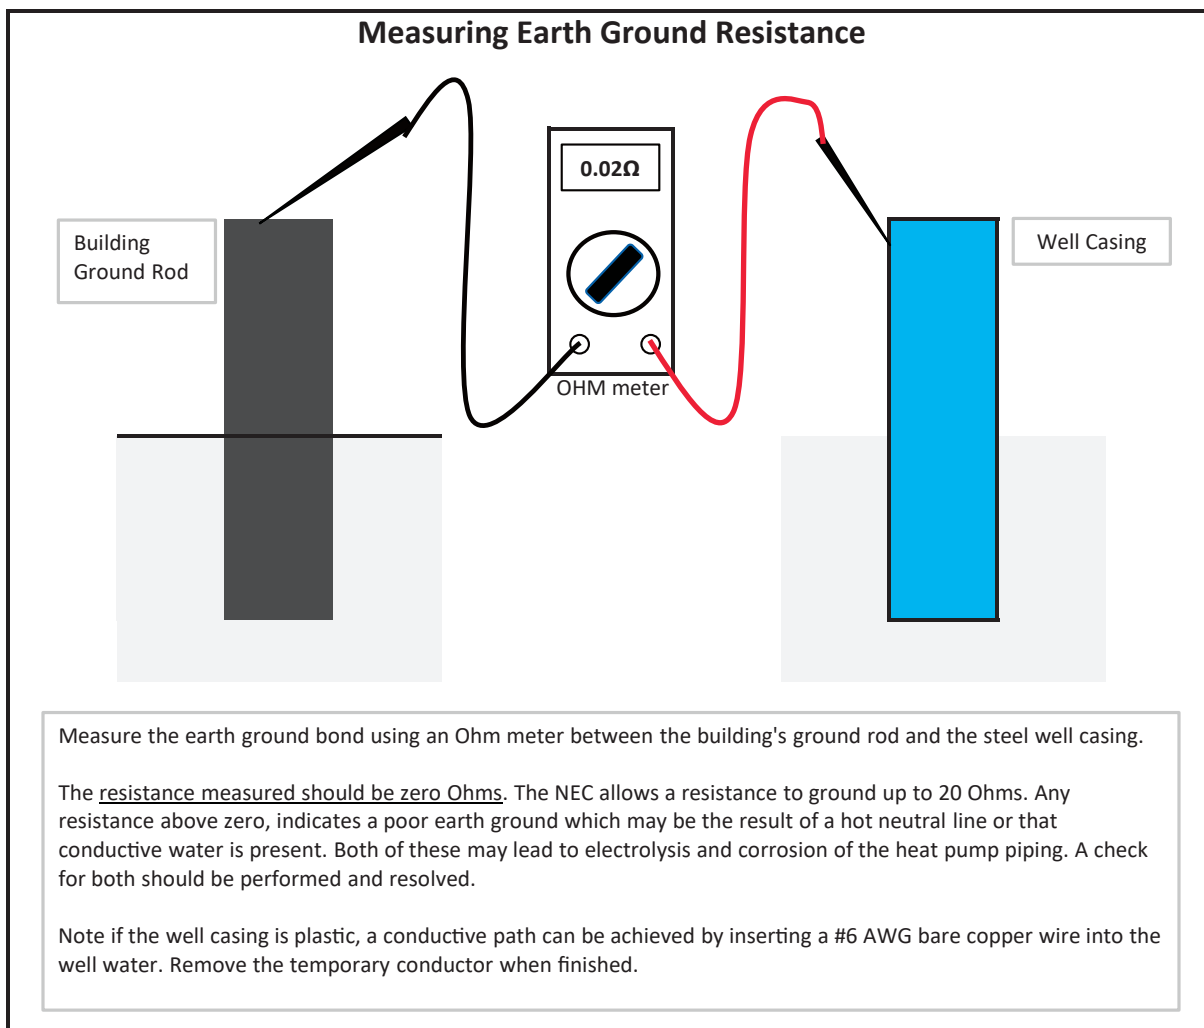 Measuring Earth Ground Resistance
0.02Ω
Building
Ground Rod
Well Casing
OHM meter
Measure the earth ground bond using an Ohm meter between the building's ground rod and the steel well casing.
The resistance measured should be zero Ohms. The NEC allows a resistance to ground up to 20 Ohms. Any
resistance above zero, indicates a poor earth ground which may be the result of a hot neutral line or that
conductive water is present. Both of these may lead to electrolysis and corrosion of the heat pump piping. A check
for both should be performed and resolved.
Note if the well casing is plastic, a conductive path can be achieved by inserting a #6 AWG bare copper wire into the
well water. Remove the temporary conductor when finished.